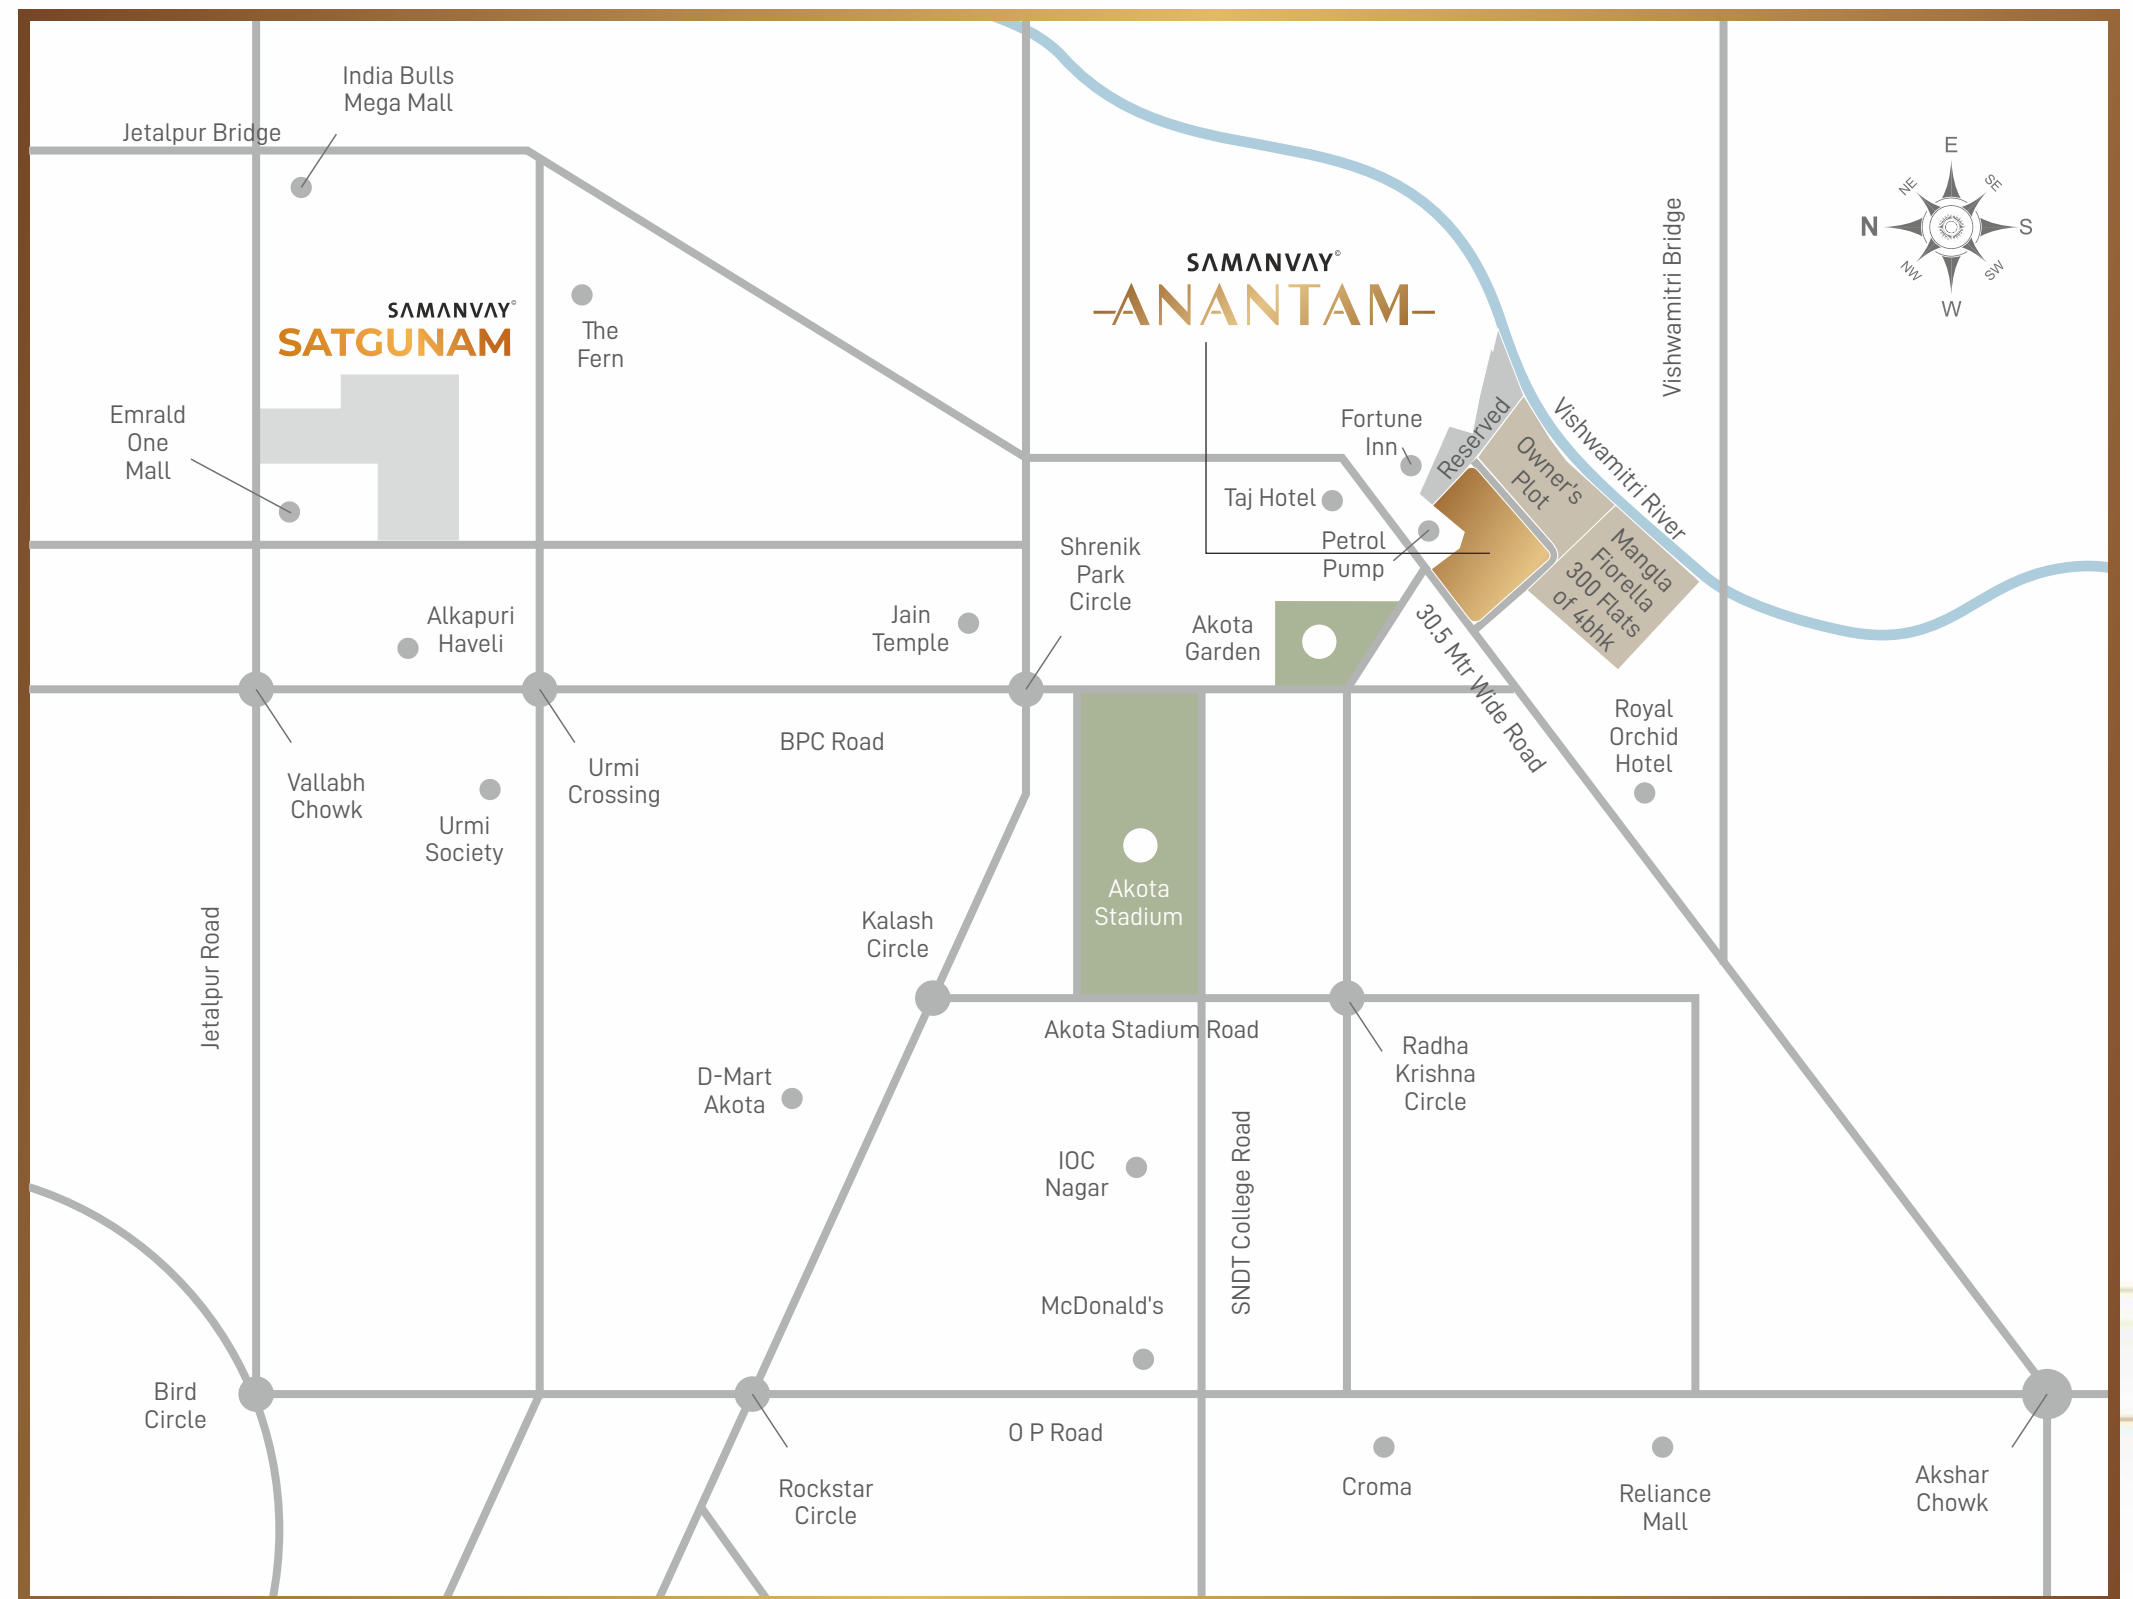 India Bulls
Mega Mall
Jetalpur Bridge
E
NE
SE
N
S
NW
SW
W
Vishwamitri Bridge
SAMANVAY©
ANANTAM
SAMANVAY©
SATGUNAM
The
Fern
Emrald
One
Mall
Fortune
Inn
Reserved
Owner's
Plot
Vishwamitri River
Taj Hotel
Petrol
Pump
Mangla
Fiorella
300 Flats
of 4bhk
Shrenik
Park
Circle
Alkapuri
Haveli
Jain
Temple
Akota
Garden
30.5 Mtr Wide Road
Royal
Orchid
Hotel
BPC Road
Vallabh
Chowk
Urmi
Crossing
Urmi
Society
Akota
Stadium
Kalash
Circle
Jetalpur Road
Akota Stadium Road
Radha
Krishna
Circle
D-Mart
Akota
IOC
Nagar
SNDT College Road
McDonald's
Bird
Circle
O P Road
Rockstar
Circle
Croma
Reliance
Mall
Akshar
Chowk